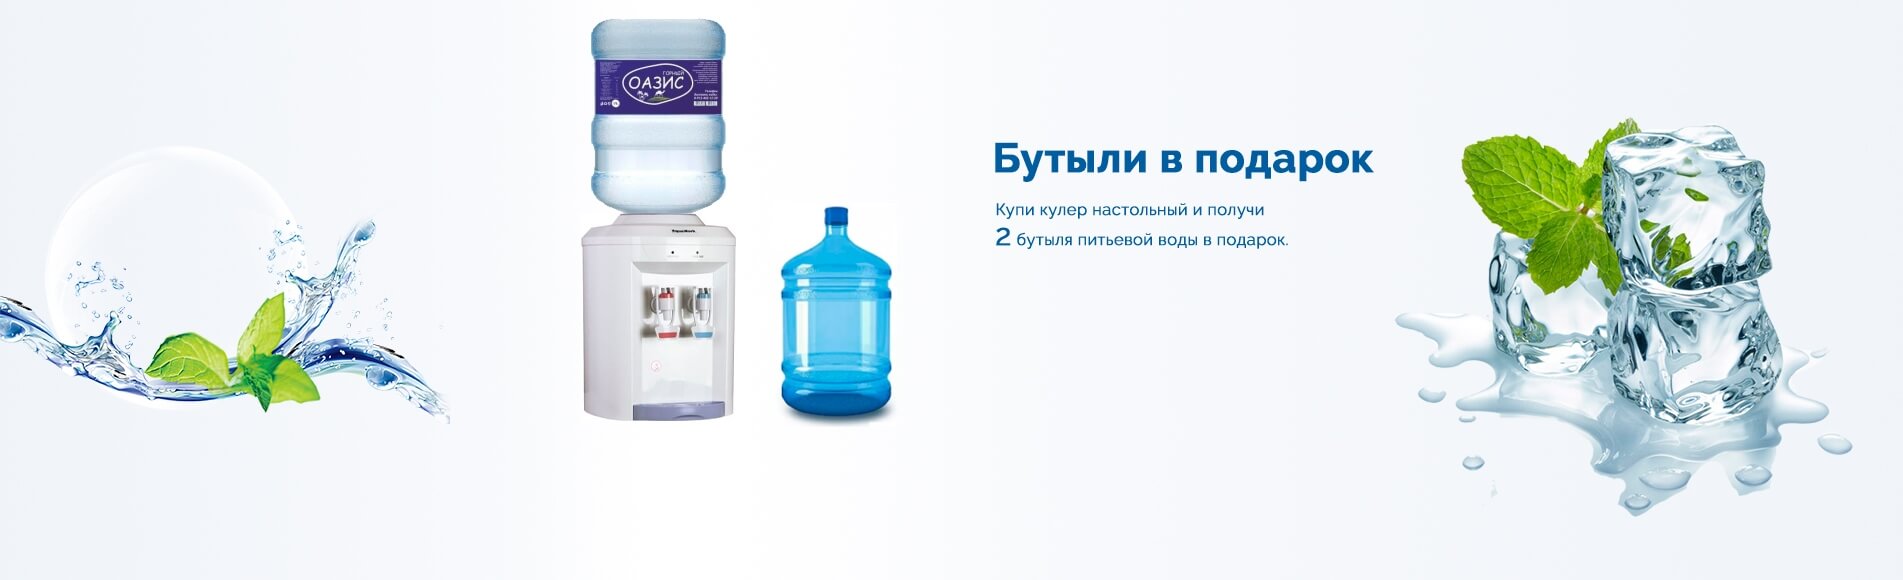 ГОРНЫЙ
ОАЗИС
Бутыли в подарок
Купи кулер настольный и получи
2 бутыля питьевой воды в подарок.